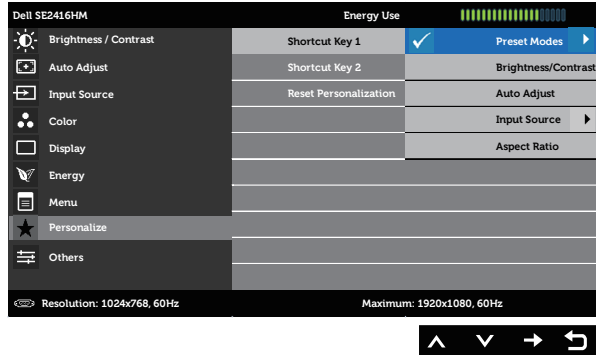 Dell SE2416HM Energy Use
Brightness / Contrast
Auto Adjust
Input Source
Color
Display
Energy
Menu
Personalize
Others
Shortcut Key 1
Shortcut Key 2
Reset Personalization
Preset Modes
Brightness/Contrast
Auto Adjust
Input Source
Aspect Ratio
Resolution: 1024x768, 60Hz Maximum: 1920x1080, 60Hz